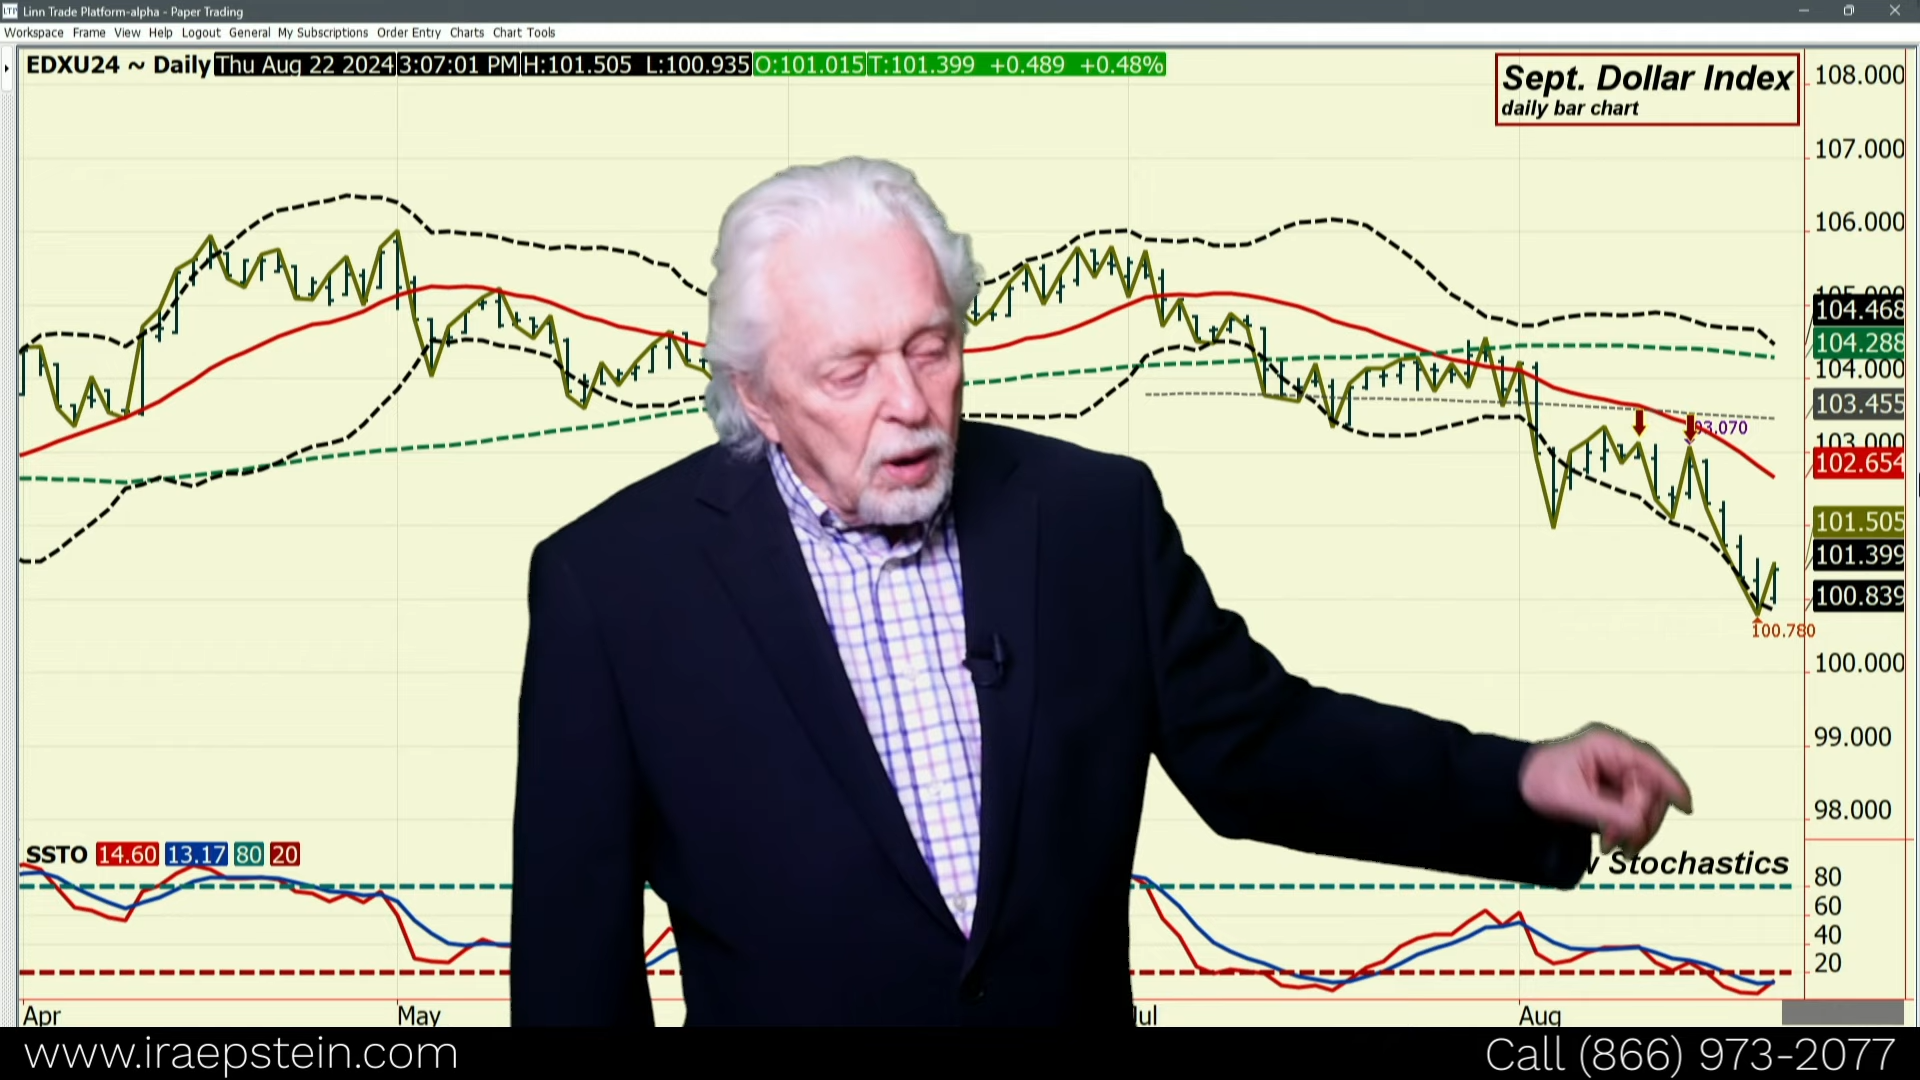 Linn Trade Platform-alpha - Paper Trading
Workspace Frame View Help Logout General My Subscriptions Order Entry Charts Chart Tools
EDXU24 ~ Daily Thu Aug 22 2024 3:07:01 PM H:101.505 L:100.935 O:101.015 T:101.399 +0.489 +0.48%
Sept. Dollar Index
daily bar chart
108.000
107.000
106.000
104.468
104.288
104.000
103.455
03.070
103.000
102.654
101.505
101.399
100.839
100.780
100.000
99.000
98.000
SSTO 14.60 13.17 80 20
Stochastics
80
60
40
20
Apr May Jul Aug
www.iraepstein.com
Call (866) 973-2077